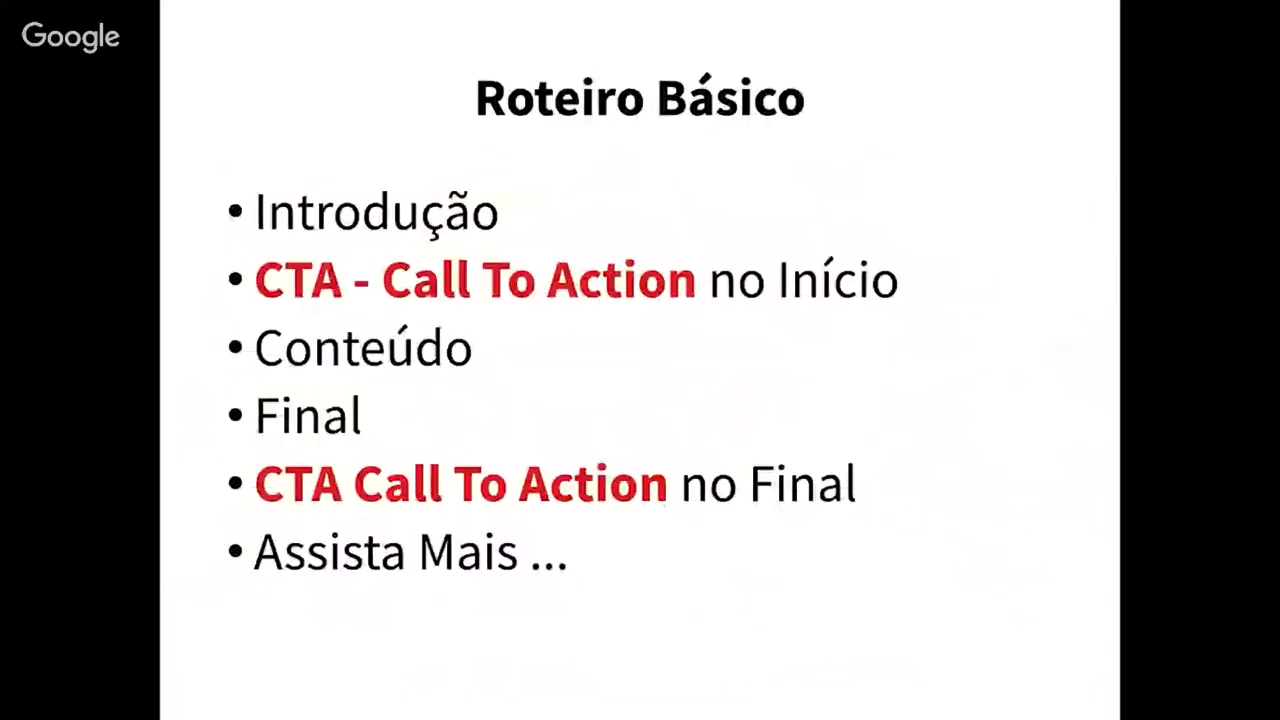 Google
Roteiro Básico
• Introdução
• CTA - Call To Action no Início
• Conteúdo
• Final
• CTA Call To Action no Final
• Assista Mais ...